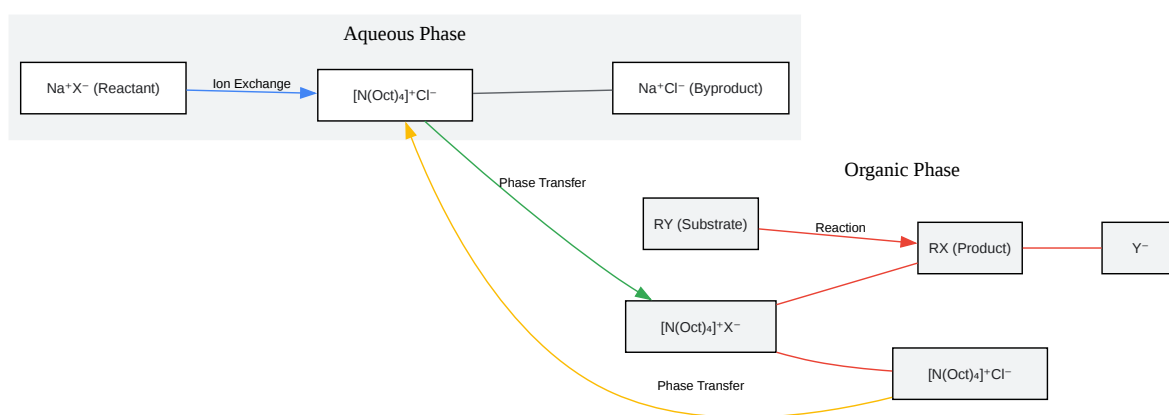 Aqueous Phase
Na⁺X⁻ (Reactant)
Ion Exchange
[N(Oct)₄]⁺Cl⁻
Na⁺Cl⁻ (Byproduct)
Phase Transfer
Organic Phase
RY (Substrate)
Reaction
RX (Product)
Y⁻
[N(Oct)₄]⁺X⁻
[N(Oct)₄]⁺Cl⁻
Phase Transfer